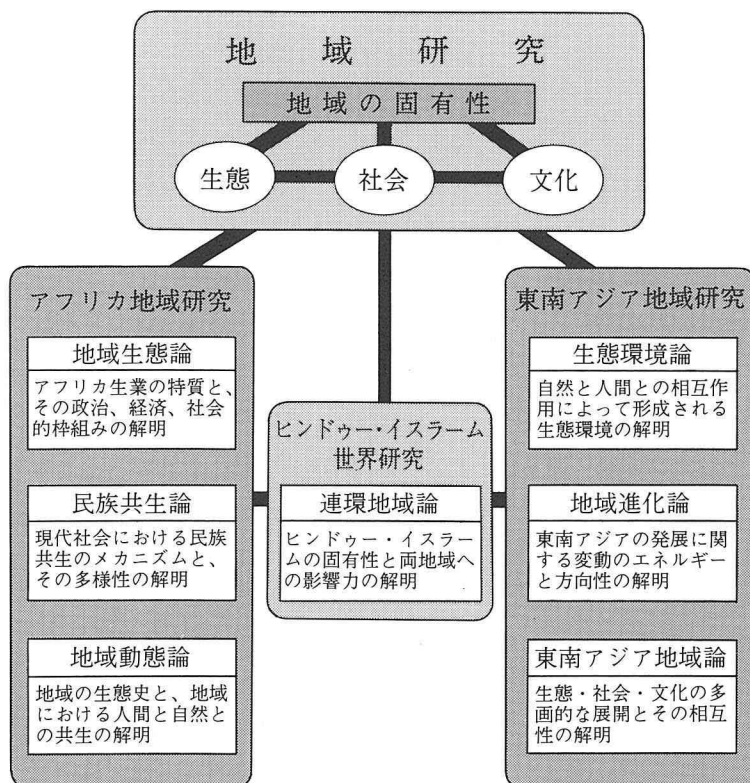 地域研究
地域の固有性
生態
社会
文化
アフリカ地域研究
地域生態論
アフリカ生業の特質と、
その政治、経済、社会
的枠組みの解明
民族共生論
現代社会における民族
共生のメカニズムと、
その多様性の解明
地域動態論
地域の生態史と、地域
における人間と自然と
の共生の解明
ヒンドゥー・イスラーム
世界研究
連環地域論
ヒンドゥー・イスラー
ムの固有性と両地域へ
の影響力の解明
東南アジア地域研究
生態環境論
自然と人間との相互作
用によって形成される
生態環境の解明
地域進化論
東南アジアの発展に関
する変動のエネルギー
と方向性の解明
東南アジア地域論
生態・社会・文化の多
画的な展開とその相互
性の解明